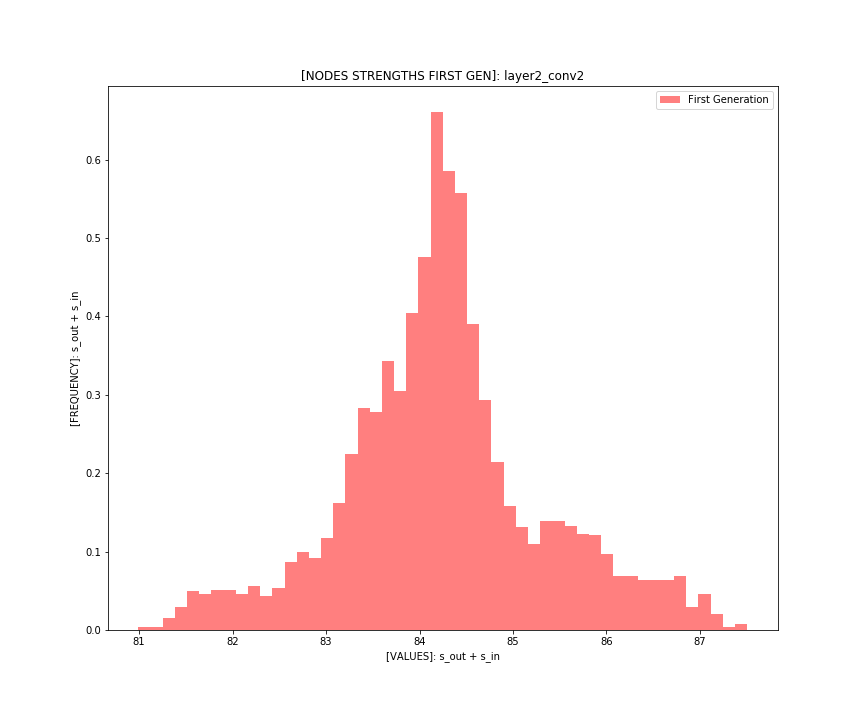 [NODES STRENGTHS FIRST GEN]: layer2_conv2
First Generation
[FREQUENCY]: s_out + s_in
0.6
0.5
0.4
0.3
0.2
0.1
0.0
81 82 83 84 85 86 87
[VALUES]: s_out + s_in